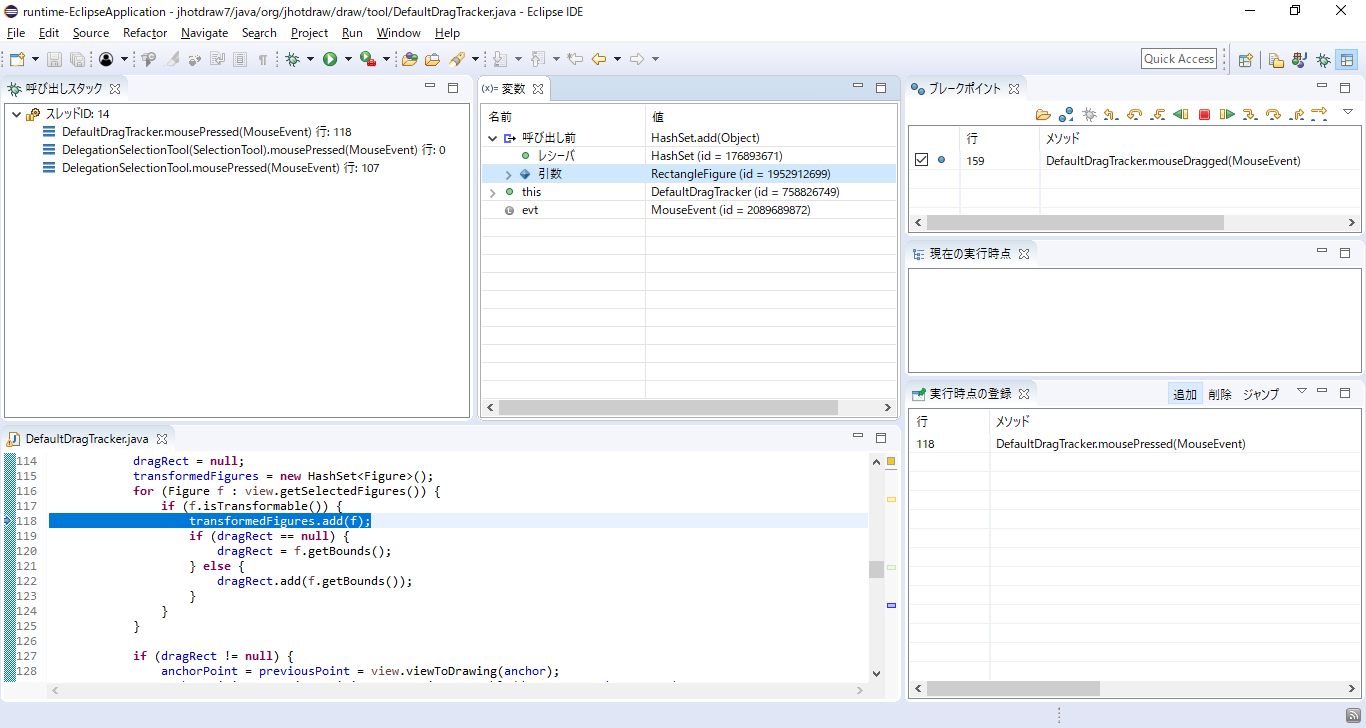 runtime-EclipseApplication - jhotdraw7/java/org/jhotdraw/draw/tool/DefaultDragTracker.java - Eclipse IDE
File Edit Source Refactor Navigate Search Project Run Window Help
Quick Access
呼び出しスタック
スレッドID: 14
DefaultDragTracker.mousePressed(MouseEvent) 行: 118
DelegationSelectionTool(SelectionTool).mousePressed(MouseEvent) 行: 0
DelegationSelectionTool.mousePressed(MouseEvent) 行: 107
(x)= 変数
名前 値
呼び出し前 HashSet.add(Object)
レシーバ HashSet (id = 176893671)
引数 RectangleFigure (id = 1952912699)
this DefaultDragTracker (id = 758826749)
evt MouseEvent (id = 2089689872)
ブレークポイント
行 メソッド
159 DefaultDragTracker.mouseDragged(MouseEvent)
現在の実行時点
実行時点の登録 追加 削除 ジャンプ
行 メソッド
118 DefaultDragTracker.mousePressed(MouseEvent)
DefaultDragTracker.java
114 dragRect = null;
115 transformedFigures = new HashSet<Figure>();
116 for (Figure f : view.getSelectedFigures()) {
117 if (f.isTransformable()) {
118 transformedFigures.add(f);
119 if (dragRect == null) {
120 dragRect = f.getBounds();
121 } else {
122 dragRect.add(f.getBounds());
123 }
124 }
125 }
126
127 if (dragRect != null) {
128 anchorPoint = previousPoint = view.viewToDrawing(anchor);